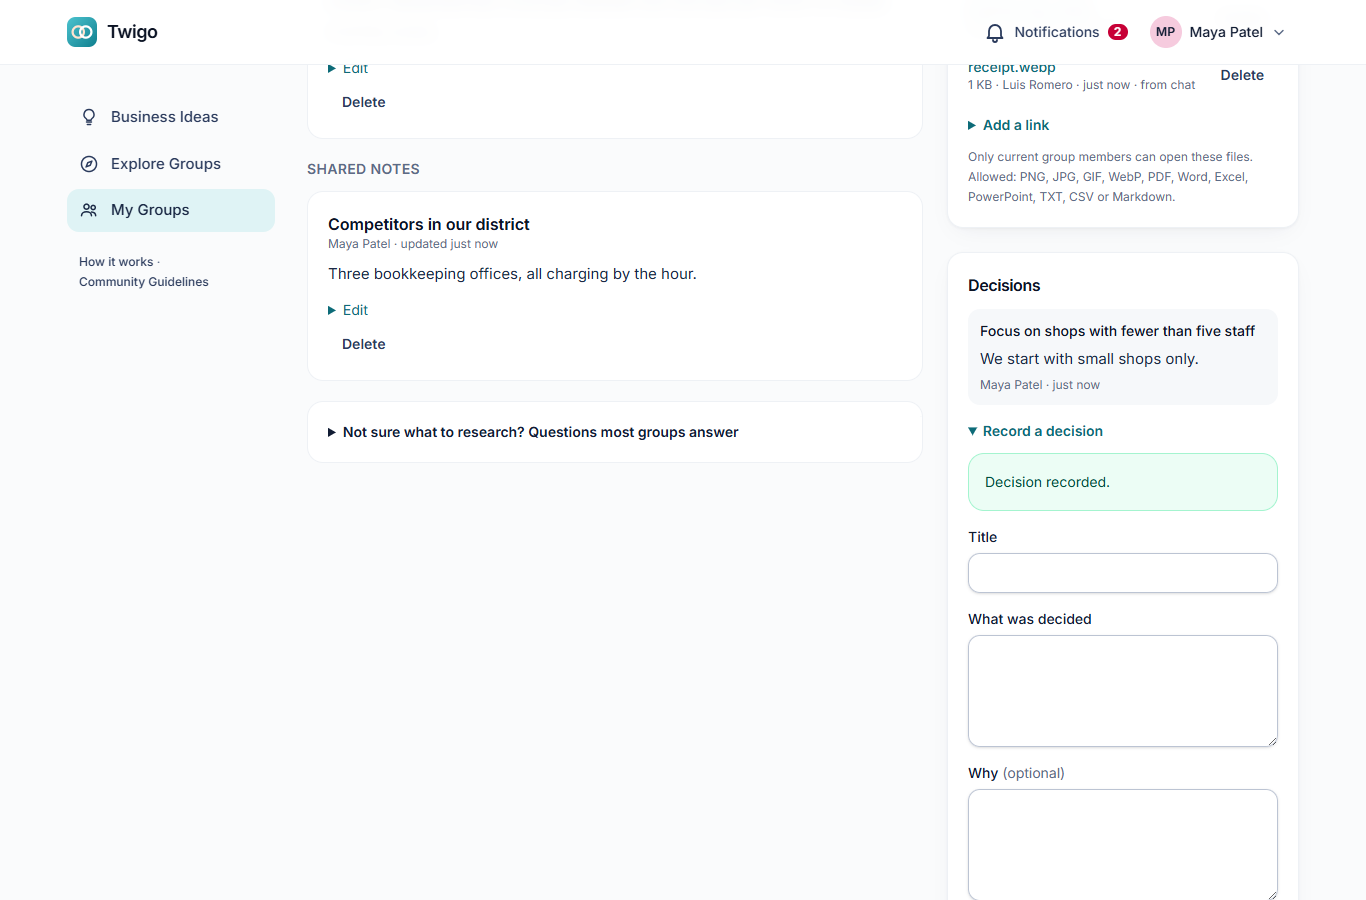 Twigo
Notifications 2
MP Maya Patel
Business Ideas
Explore Groups
My Groups
How it works ·
Community Guidelines
Edit
Delete
SHARED NOTES
Competitors in our district
Maya Patel · updated just now
Three bookkeeping offices, all charging by the hour.
Edit
Delete
Not sure what to research? Questions most groups answer
receipt.webp
1 KB · Luis Romero · just now · from chat
Delete
Add a link
Only current group members can open these files.
Allowed: PNG, JPG, GIF, WebP, PDF, Word, Excel,
PowerPoint, TXT, CSV or Markdown.
Decisions
Focus on shops with fewer than five staff
We start with small shops only.
Maya Patel · just now
Record a decision
Decision recorded.
Title
What was decided
Why (optional)